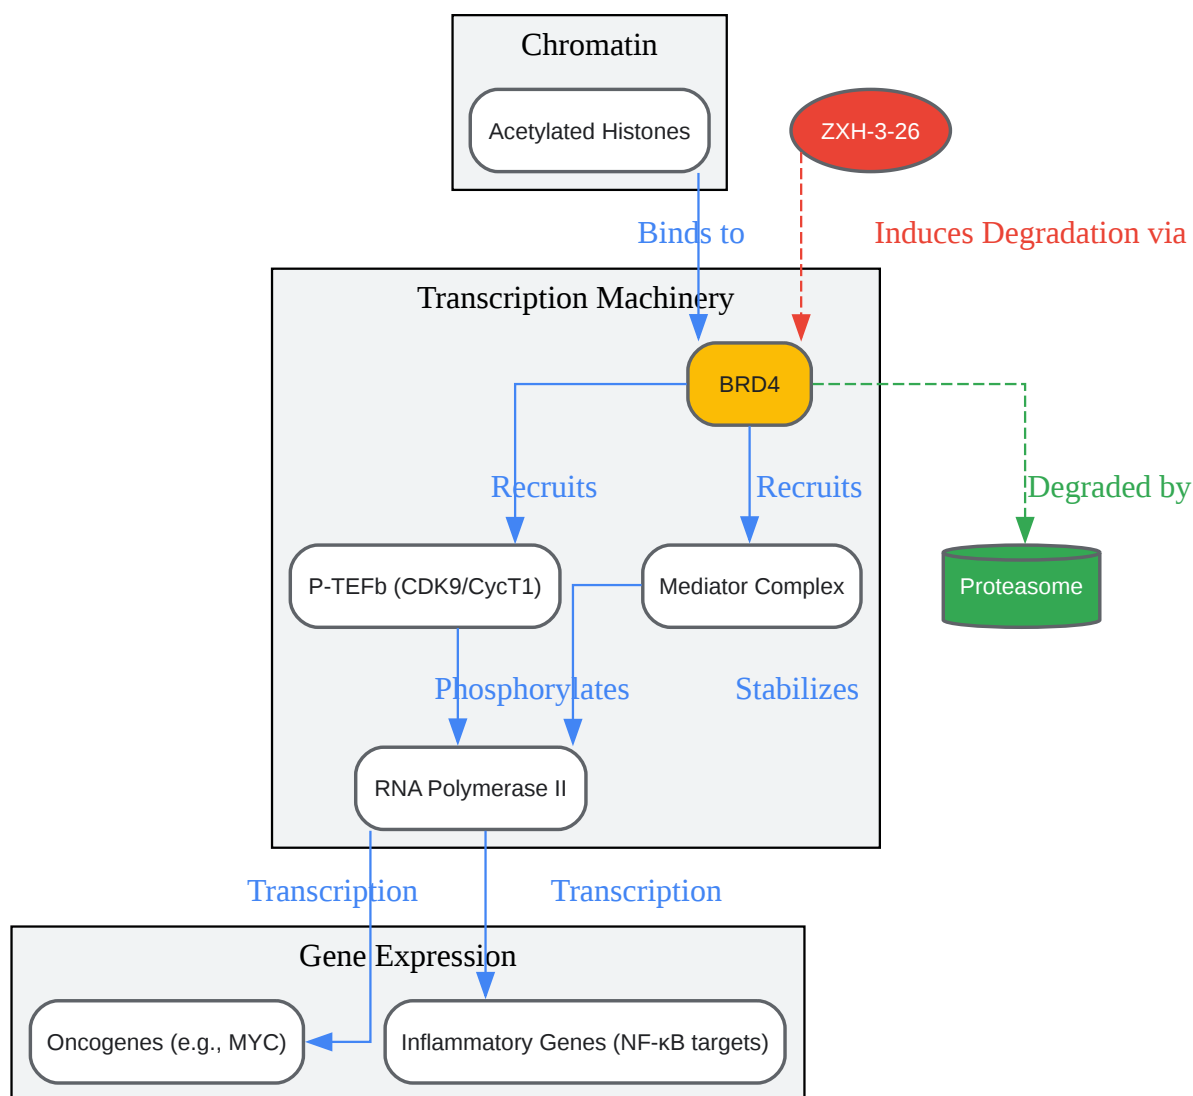 Chromatin
Acetylated Histones
ZXH-3-26
Binds to
Induces Degradation via
Transcription Machinery
BRD4
Recruits
Recruits
Degraded by
P-TEFb (CDK9/CycT1)
Mediator Complex
Proteasome
Phosphorylates
Stabilizes
RNA Polymerase II
Transcription
Transcription
Gene Expression
Oncogenes (e.g., MYC)
Inflammatory Genes (NF-κB targets)